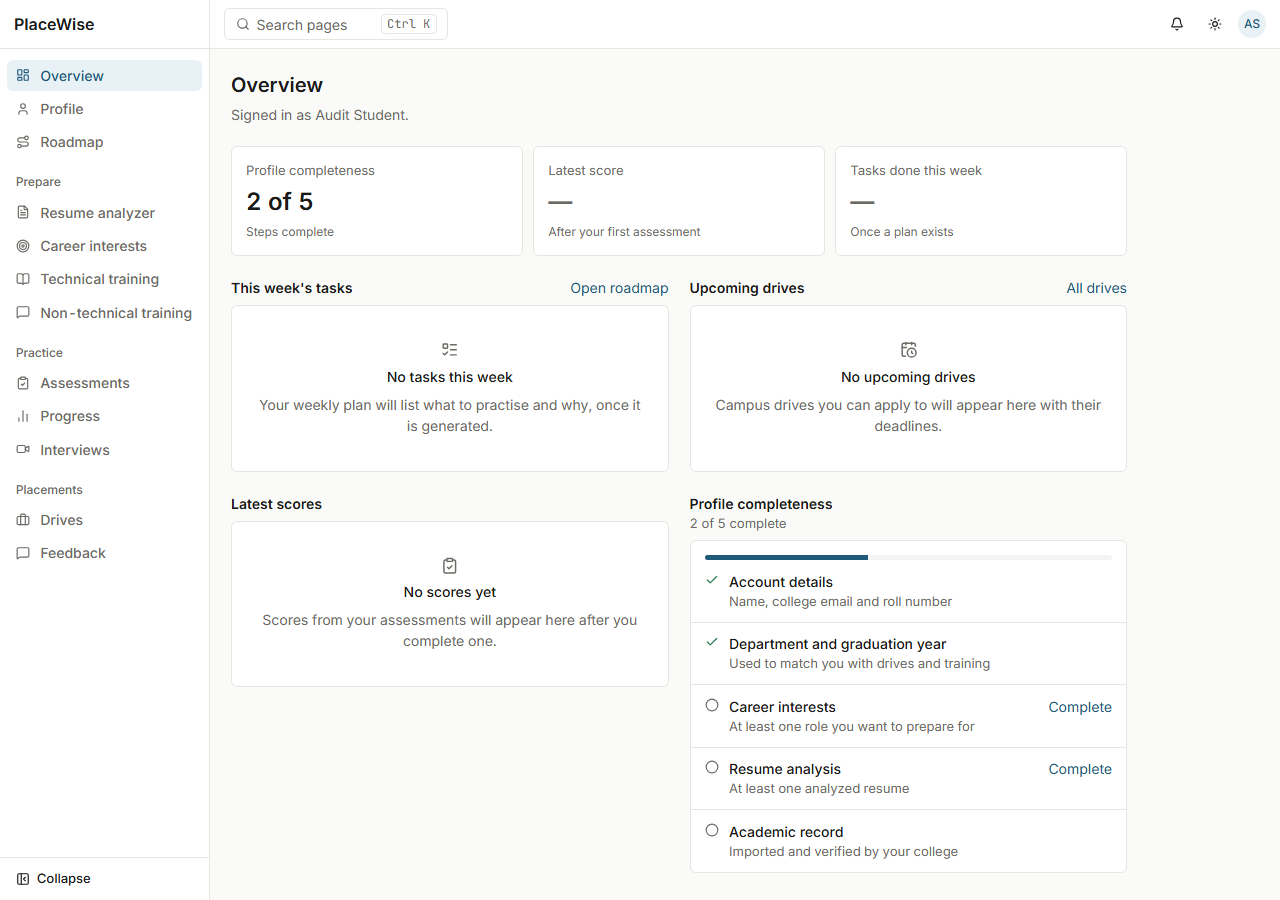 PlaceWise
Search pages
Ctrl K
AS
Overview
Profile
Roadmap
Prepare
Resume analyzer
Career interests
Technical training
Non-technical training
Practice
Assessments
Progress
Interviews
Placements
Drives
Feedback
Collapse
Overview
Signed in as Audit Student.
Profile completeness
2 of 5
Steps complete
Latest score
—
After your first assessment
Tasks done this week
—
Once a plan exists
This week's tasks
Open roadmap
No tasks this week
Your weekly plan will list what to practise and why, once it
is generated.
Upcoming drives
All drives
No upcoming drives
Campus drives you can apply to will appear here with their
deadlines.
Latest scores
No scores yet
Scores from your assessments will appear here after you
complete one.
Profile completeness
2 of 5 complete
Account details
Name, college email and roll number
Department and graduation year
Used to match you with drives and training
Career interests
Complete
At least one role you want to prepare for
Resume analysis
Complete
At least one analyzed resume
Academic record
Imported and verified by your college